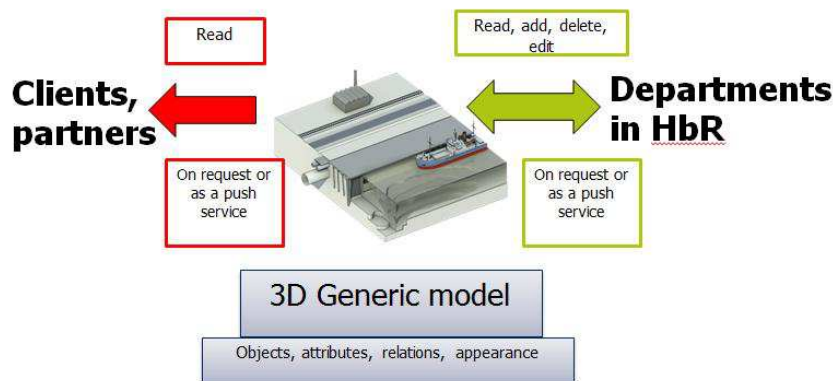 Read
Read, add, delete,
edit
Clients,
partners
Departments
in HbR
On request or
as a push
service
On request or
as a push
service
3D Generic model
Objects, attributes, relations, appearance